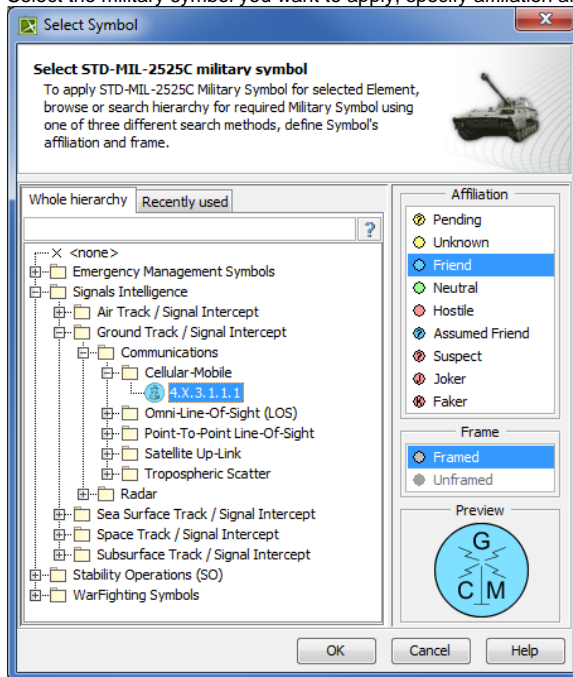 Select the military symbol you want to apply, specify affiliation a
Select Symbol
Select STD-MIL-2525C military symbol
To apply STD-MIL-2525C Military Symbol for selected Element,
browse or search hierarchy for required Military Symbol using
one of three different search methods, define Symbol's
affiliation and frame.
Whole hierarchy
Recently used
?
<none>
Emergency Management Symbols
Signals Intelligence
Air Track / Signal Intercept
Ground Track / Signal Intercept
Communications
Cellular-Mobile
4.X.3.1.1.1
Omni-Line-Of-Sight (LOS)
Point-To-Point Line-Of-Sight
Satellite Up-Link
Tropospheric Scatter
Radar
Sea Surface Track / Signal Intercept
Space Track / Signal Intercept
Subsurface Track / Signal Intercept
Stability Operations (SO)
WarFighting Symbols
Affiliation
Pending
Unknown
Friend
Neutral
Hostile
Assumed Friend
Suspect
Joker
Faker
Frame
Framed
Unframed
Preview
G
C M
OK
Cancel
Help